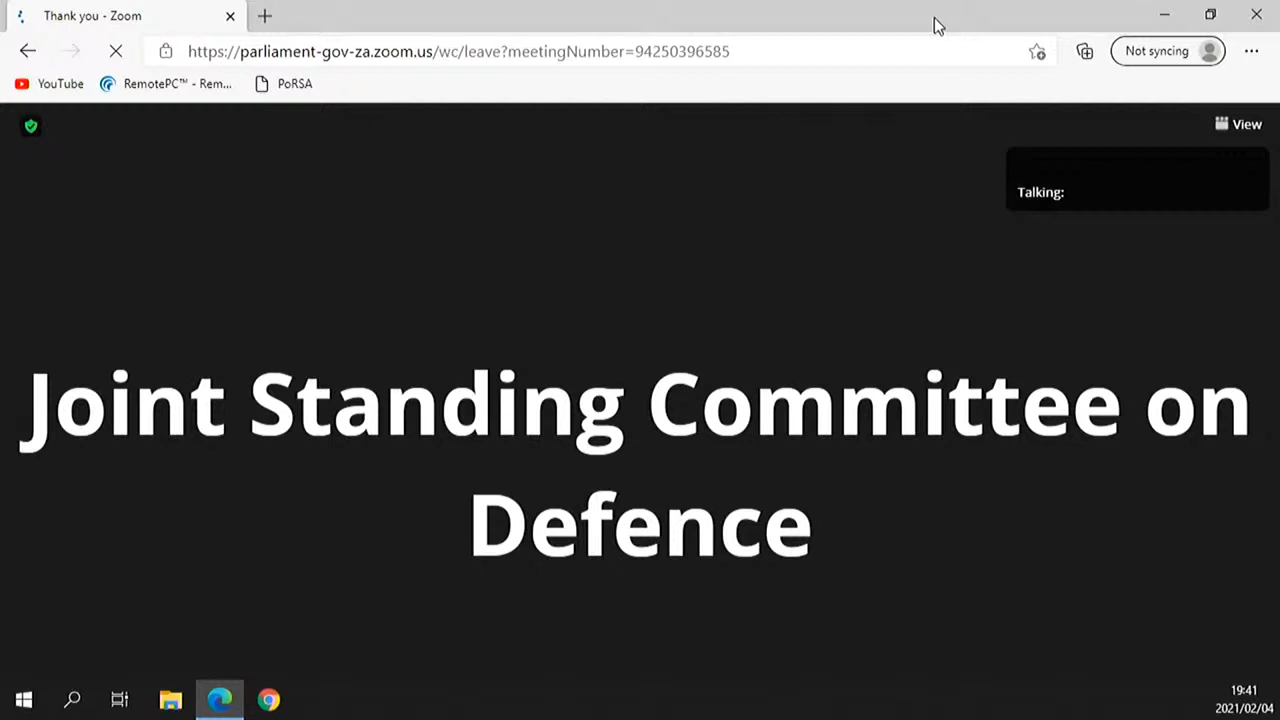 Thank you - Zoom
https://parliament-gov-za.zoom.us/wc/leave?meetingNumber=94250396585
Not syncing
YouTube
RemotePC™ - Rem...
PoRSA
View
Talking:
Joint Standing Committee on
Defence
19:41
2021/02/04